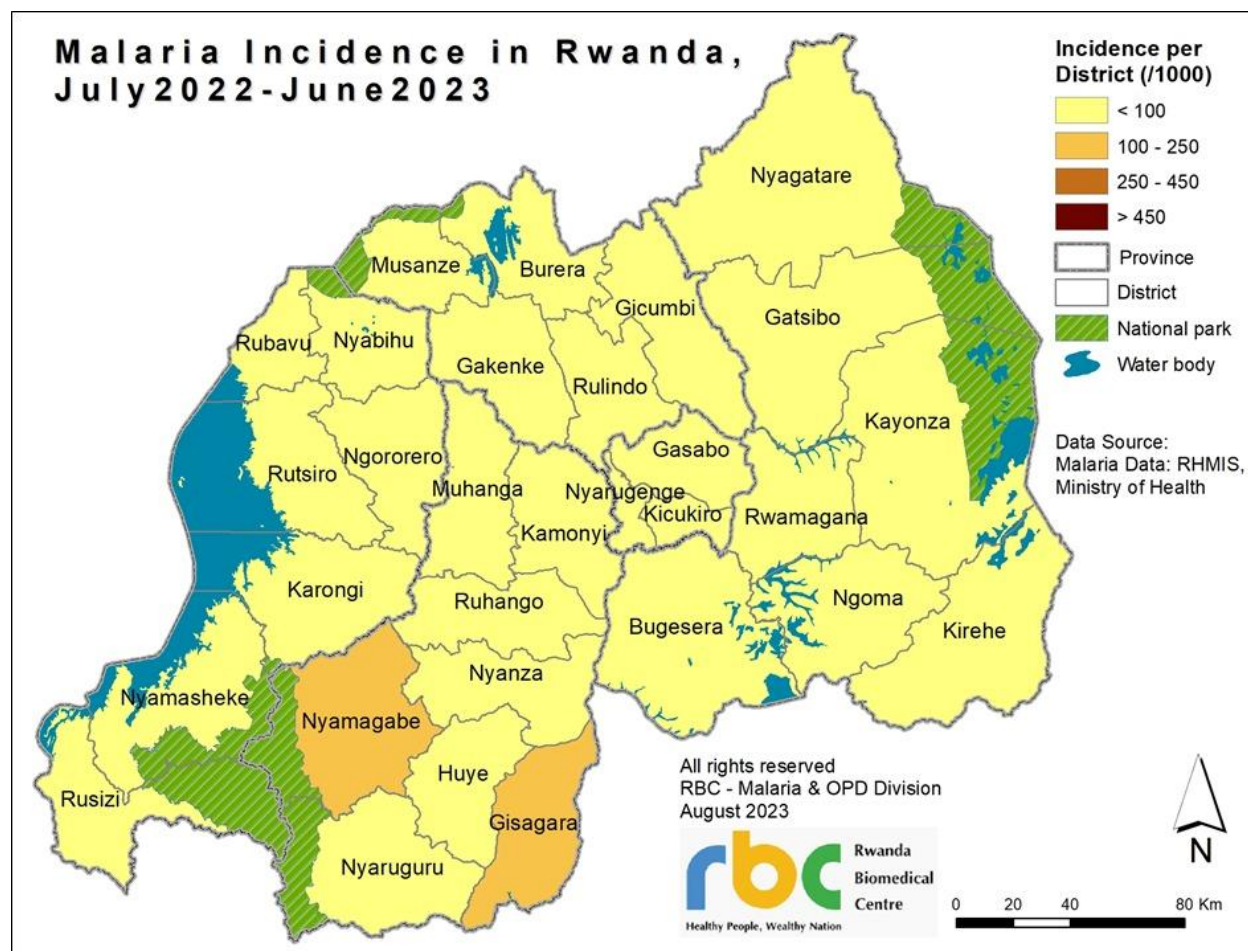 Malaria Incidence in Rwanda,
July2022-June2023
Incidence per
District (/1000)
< 100
100 - 250
250 - 450
> 450
Province
District
National park
Water body
Data Source:
Malaria Data: RHMIS,
Ministry of Health
Nyagatare
Musanze
Burera
Gicumbi
Gatsibo
Rubavu
Nyabihu
Gakenke
Rulindo
Kayonza
Rutsiro
Ngororero
Muhanga
Gasabo
Nyarugenge
Kicukiro
Kamonyi
Rwamagana
Karongi
Ruhango
Bugesera
Ngoma
Kirehe
Nyamasheke
Nyamagabe
Nyanza
Rusizi
Huye
Gisagara
Nyaruguru
All rights reserved
RBC - Malaria & OPD Division
August 2023
rbc
Rwanda
Biomedical
Centre
Healthy People, Wealthy Nation
N
0 20 40 80 Km